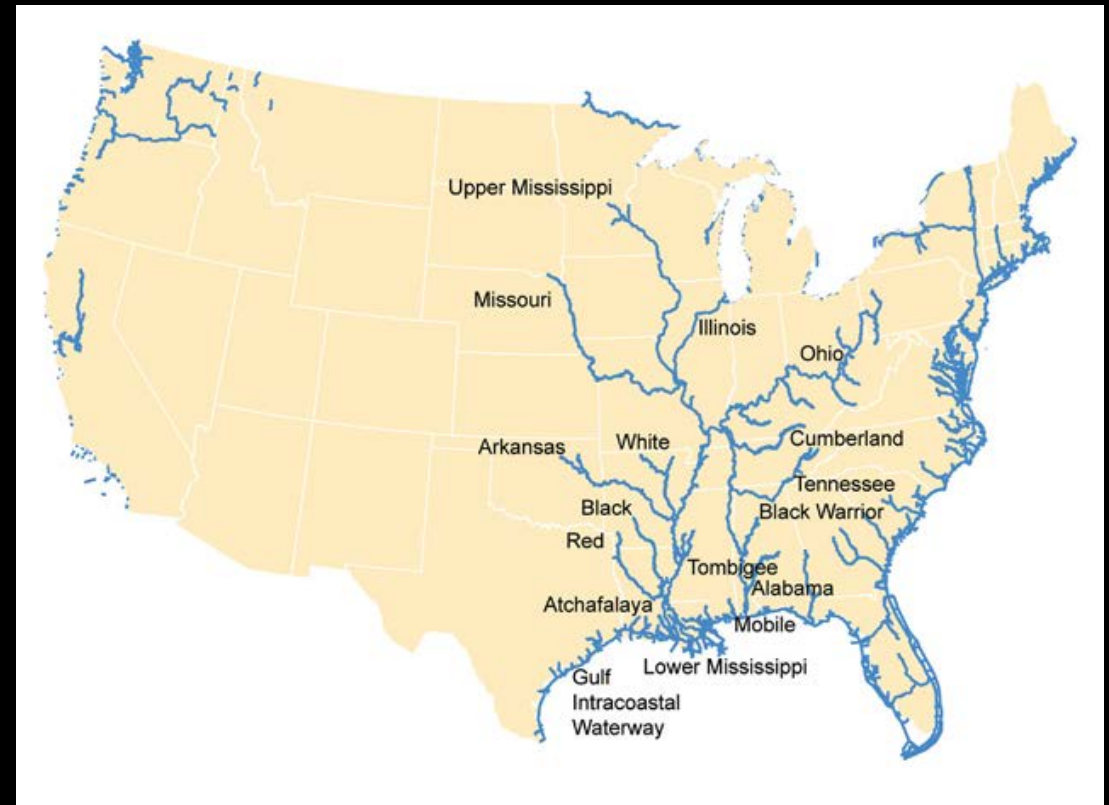 Upper Mississippi
Missouri
Illinois
Ohio
Arkansas
White
Cumberland
Tennessee
Black
Black Warrior
Red
Tombigee
Alabama
Atchafalaya
Mobile
Lower Mississippi
Gulf
Intracoastal
Waterway